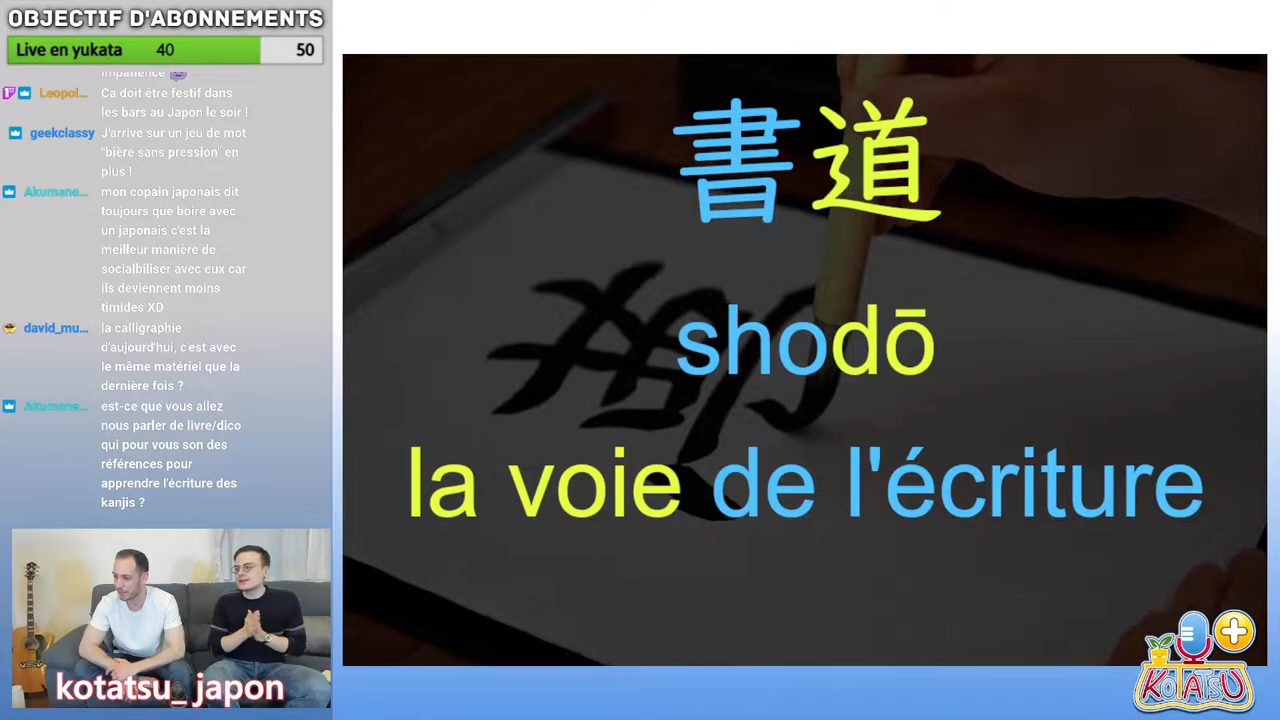 OBJECTIF D'ABONNEMENTS
Live en yukata 40 50
impatience
Leopol... Ca doit être festif dans
les bars au Japon le soir !
geekclassy J'arrive sur un jeu de mot
"bière sans pression" en
plus !
Akumane... mon copain japonais dit
toujours que boire avec
un japonais c'est la
meilleur manière de
socialbiliser avec eux car
ils deviennent moins
timides XD
david_mu... la calligraphie
d'aujourd'hui, c'est avec
le même matériel que la
dernière fois ?
Akumane... est-ce que vous allez
nous parler de livre/dico
qui pour vous son des
références pour
apprendre l'écriture des
kanjis ?
kotatsu_japon
書道
shodō
la voie de l'écriture
KOTATSU